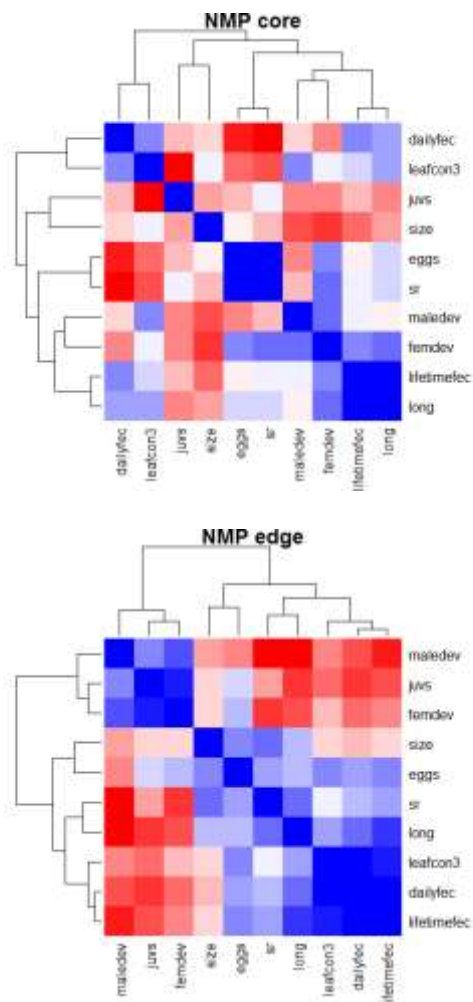 NMP core
dailyfec
leafcon3
juvs
size
eggs
sr
maledev
femdev
lifetimefec
long
dailyfec
leafcon3
juvs
size
eggs
sr
maledev
femdev
lifetimefec
long
NMP edge
maledev
juvs
femdev
size
eggs
sr
long
leafcon3
dailyfec
lifetimefec
maledev
juvs
femdev
size
eggs
sr
long
leafcon3
dailyfec
lifetimefec